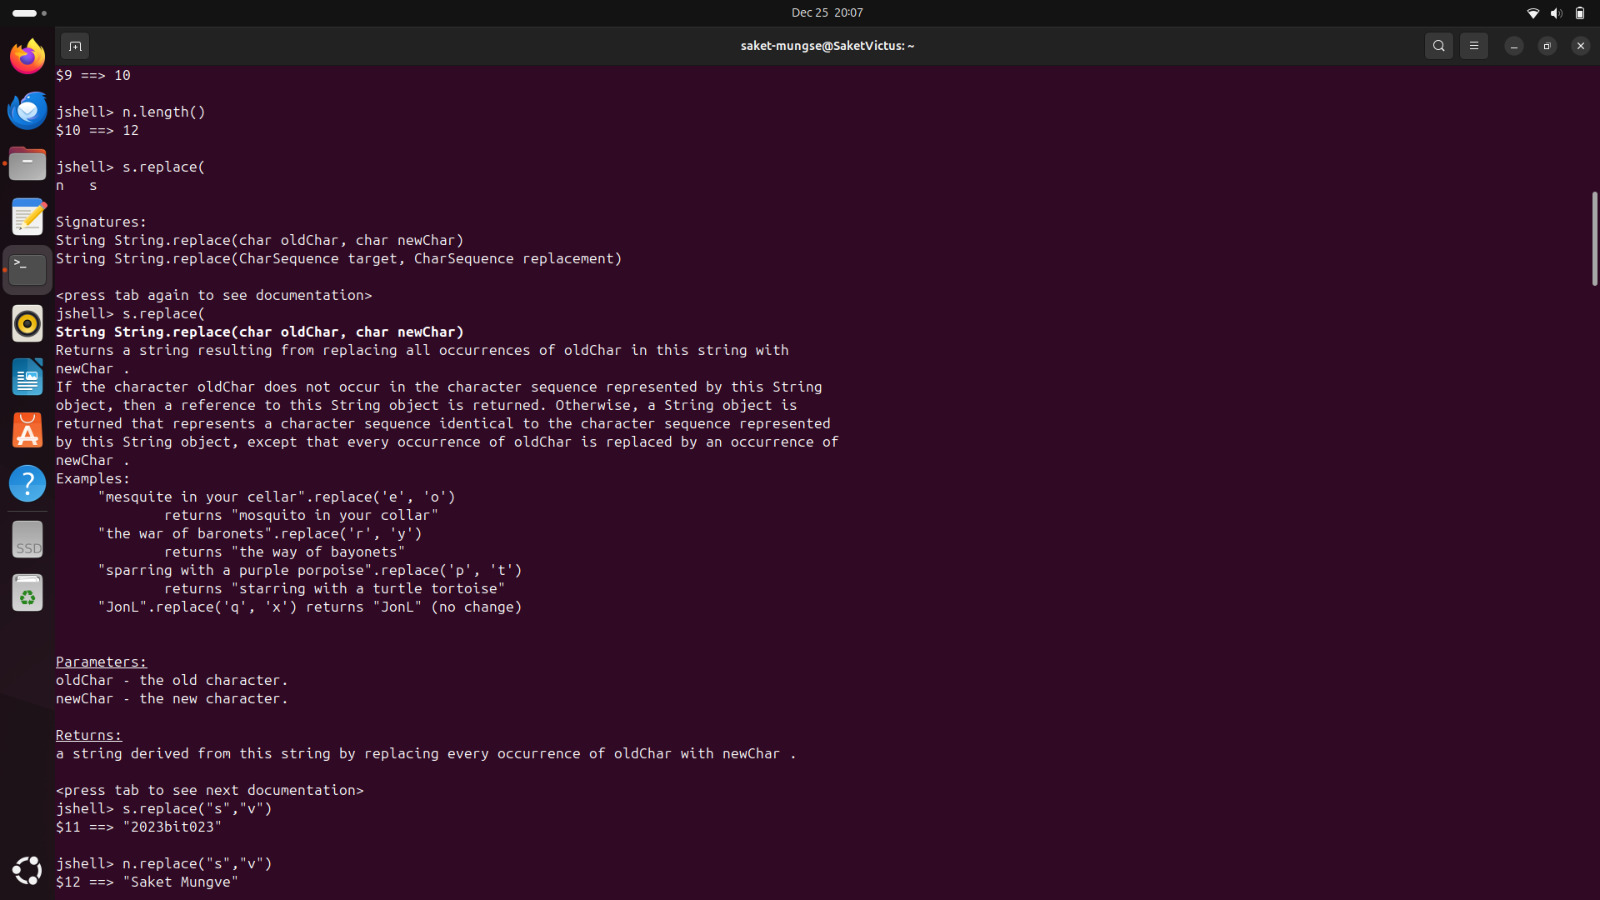 Dec 25 20:07
saket-mungse@SaketVictus: ~
$9 ==> 10
jshell> n.length()
$10 ==> 12
jshell> s.replace(
n   s
Signatures:
String String.replace(char oldChar, char newChar)
String String.replace(CharSequence target, CharSequence replacement)
<press tab again to see documentation>
jshell> s.replace(
String String.replace(char oldChar, char newChar)
Returns a string resulting from replacing all occurrences of oldChar in this string with
newChar .
If the character oldChar does not occur in the character sequence represented by this String
object, then a reference to this String object is returned. Otherwise, a String object is
returned that represents a character sequence identical to the character sequence represented
by this String object, except that every occurrence of oldChar is replaced by an occurrence of
newChar .
Examples:
     "mesquite in your cellar".replace('e', 'o')
             returns "mosquito in your collar"
     "the war of baronets".replace('r', 'y')
             returns "the way of bayonets"
     "sparring with a purple porpoise".replace('p', 't')
             returns "starring with a turtle tortoise"
     "JonL".replace('q', 'x') returns "JonL" (no change)
Parameters:
oldChar - the old character.
newChar - the new character.
Returns:
a string derived from this string by replacing every occurrence of oldChar with newChar .
<press tab to see next documentation>
jshell> s.replace("s","v")
$11 ==> "2023bit023"
jshell> n.replace("s","v")
$12 ==> "Saket Mungve"
SSD